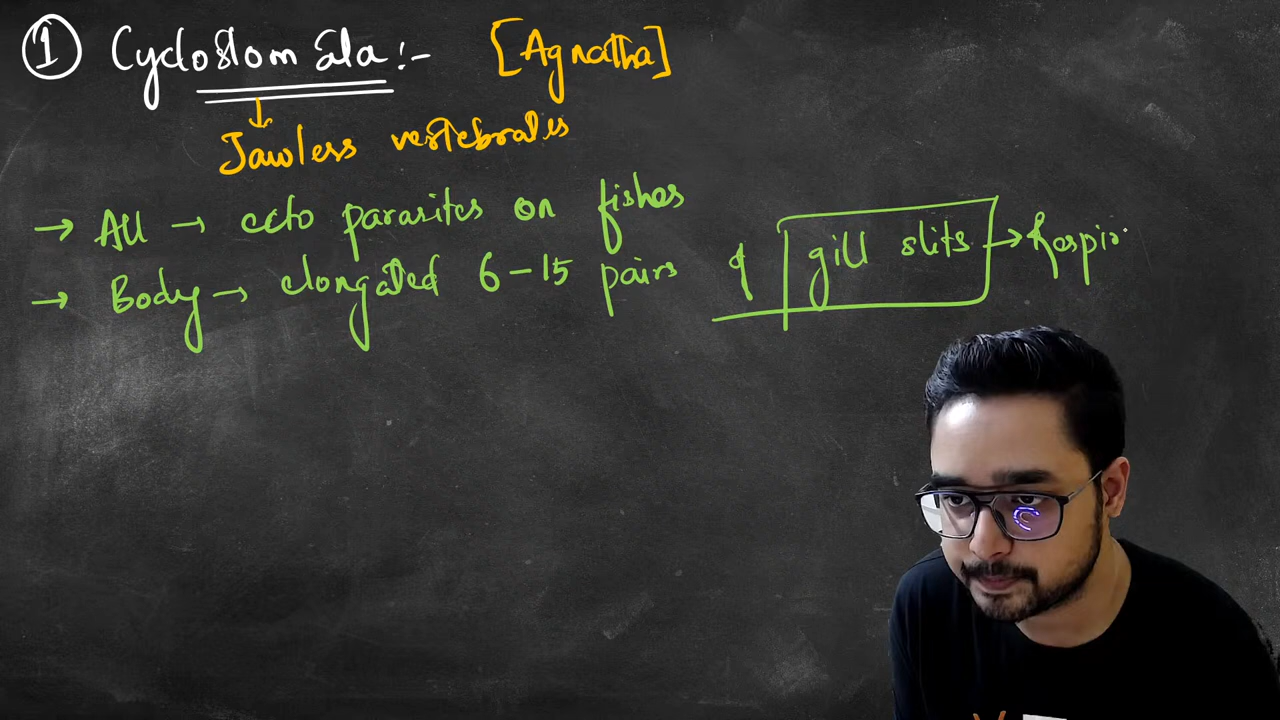 ① Cyclostomata :- [Agnatha]
↓
Jawless vertebrates
→ All → ecto parasites on fishes
→ Body → elongated 6-15 pairs of gill slits → Respir